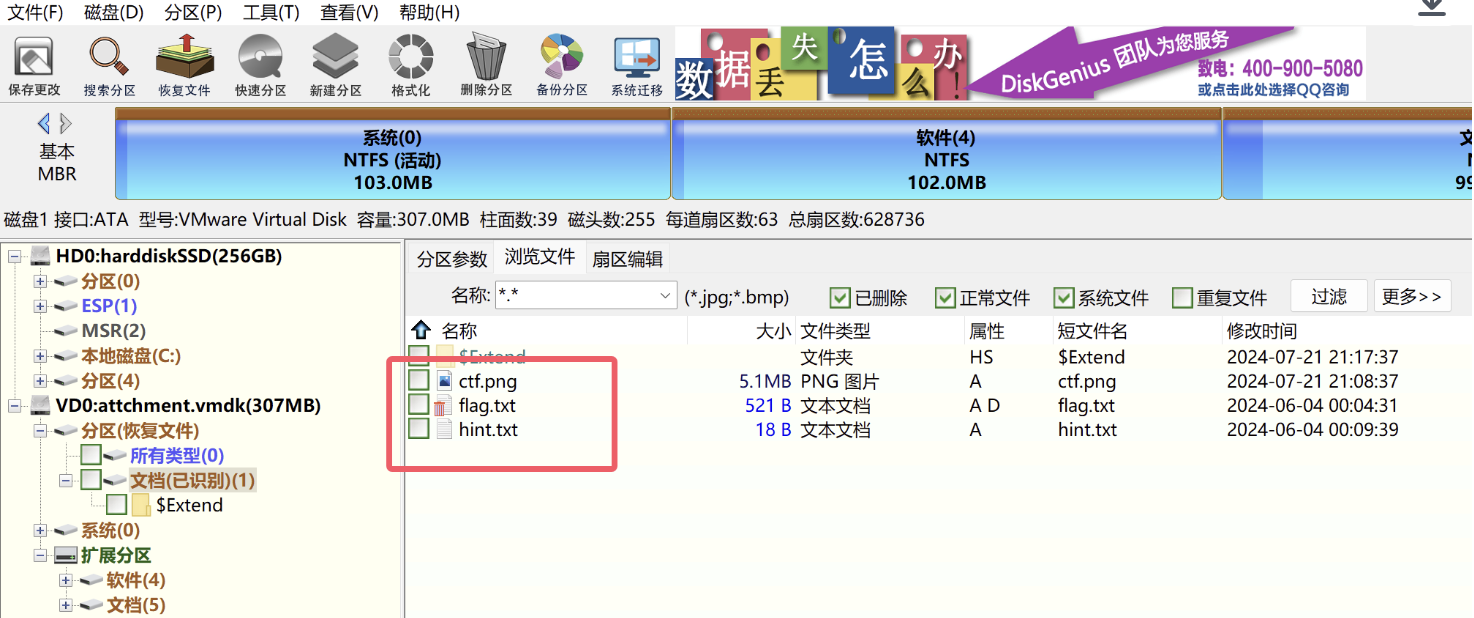 文件(F) 磁盘(D) 分区(P) 工具(T) 查看(V) 帮助(H)
保存更改 搜索分区 恢复文件 快速分区 新建分区 格式化 删除分区 备份分区 系统迁移
数据丢失怎么办!
DiskGenius 团队为您服务
致电：400-900-5080
或点击此处选择QQ咨询
基本
MBR
系统(0)
NTFS (活动)
103.0MB
软件(4)
NTFS
102.0MB
磁盘1 接口:ATA 型号:VMware Virtual Disk 容量:307.0MB 柱面数:39 磁头数:255 每道扇区数:63 总扇区数:628736
HD0:harddiskSSD(256GB)
分区(0)
ESP(1)
MSR(2)
本地磁盘(C:)
分区(4)
VD0:attchment.vmdk(307MB)
分区(恢复文件)
所有类型(0)
文档(已识别)(1)
$Extend
系统(0)
扩展分区
软件(4)
文档(5)
分区参数 浏览文件 扇区编辑
名称: *.* (*.jpg;*.bmp) 已删除 正常文件 系统文件 重复文件 过滤 更多>>
名称 大小 文件类型 属性 短文件名 修改时间
$Extend 文件夹 HS $Extend 2024-07-21 21:17:37
ctf.png 5.1MB PNG 图片 A ctf.png 2024-07-21 21:08:37
flag.txt 521 B 文本文档 A D flag.txt 2024-06-04 00:04:31
hint.txt 18 B 文本文档 A hint.txt 2024-06-04 00:09:39